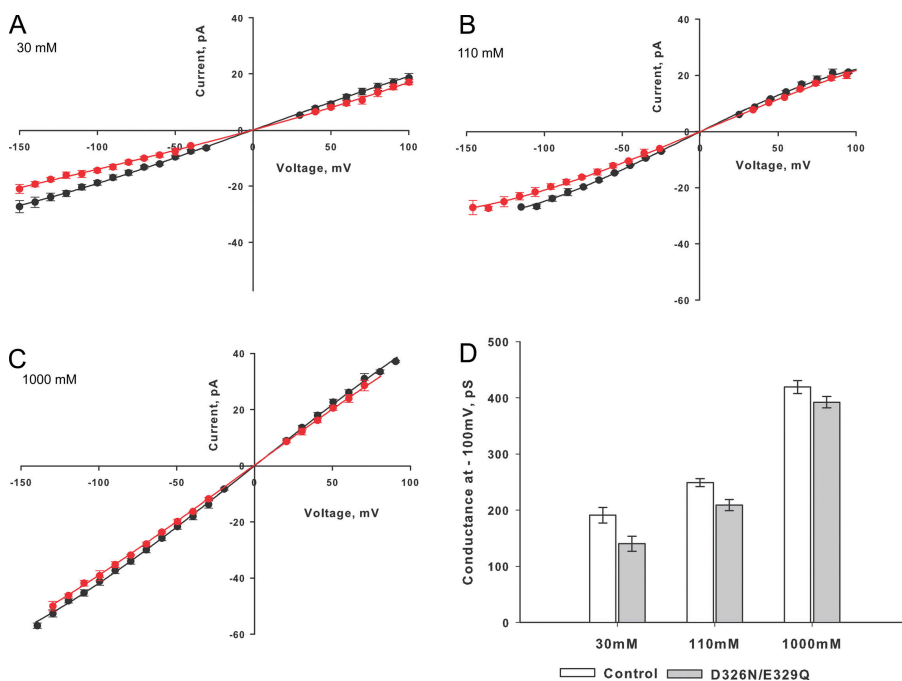 A
30 mM
Current, pA
40
20
-150
-100
-50
0
50
100
Voltage, mV
-20
-40
B
110 mM
Current, pA
40
20
-150
-100
-50
0
50
100
Voltage, mV
-20
-40
-60
C
1000 mM
Current, pA
40
20
-150
-100
-50
0
50
100
Voltage, mV
-20
-40
-60
D
Conductance at - 100mV, pS
500
400
300
200
100
0
30mM
110mM
1000mM
Control
D326N/E329Q